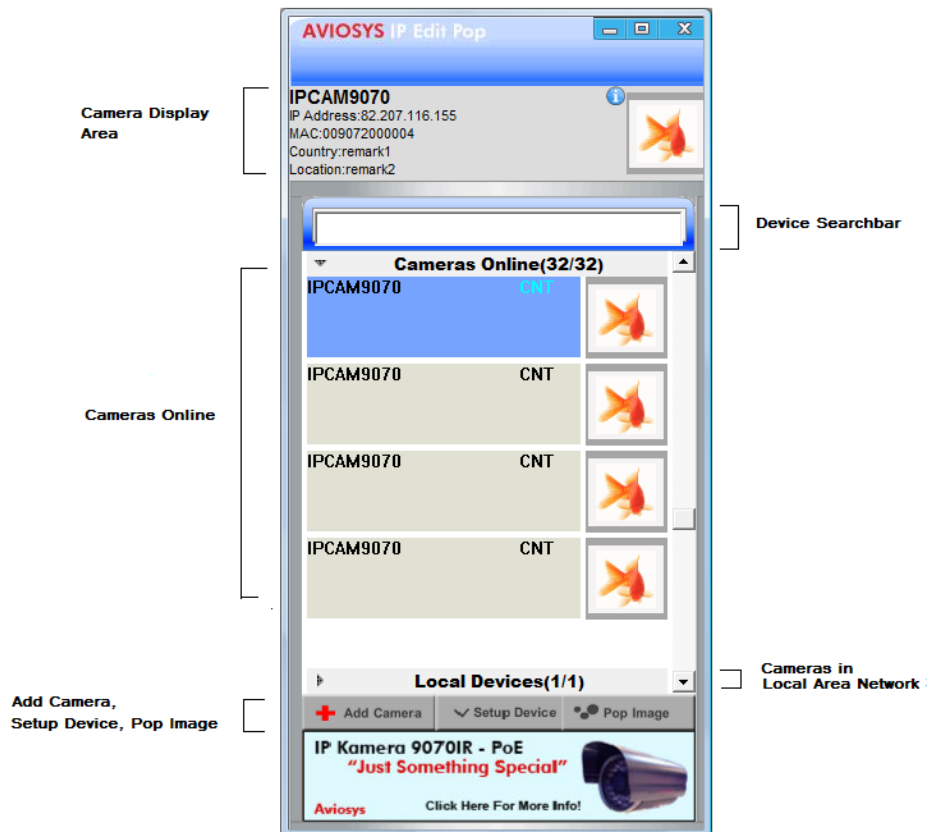 AVIOSYS IP Edit Pop
X
Camera Display
Area
IPCAM9070
IP Address:82.207.116.155
MAC:009072000004
Country:remark1
Location:remark2
i
Device Searchbar
Cameras Online(32/32)
IPCAM9070 CNT
IPCAM9070 CNT
Cameras Online
IPCAM9070 CNT
IPCAM9070 CNT
Local Devices(1/1)
Cameras in
Local Area Network
Add Camera,
Setup Device, Pop Image
Add Camera Setup Device Pop Image
IP Kamera 9070IR - PoE
"Just Something Special"
Aviosys Click Here For More Info!